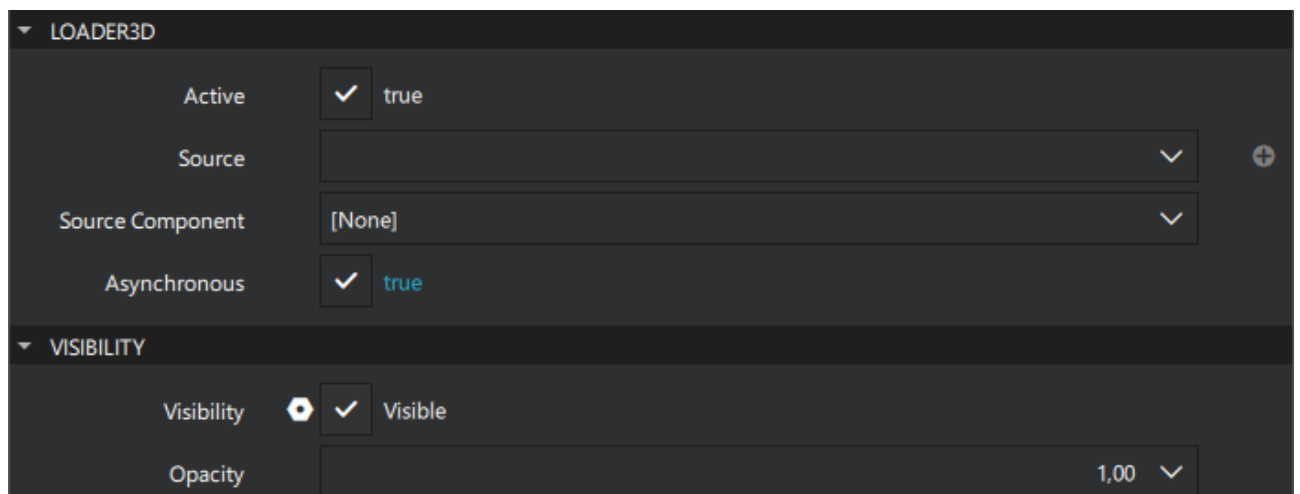 LOADER3D
Active true
Source
Source Component [None]
Asynchronous true
VISIBILITY
Visibility Visible
Opacity 1,00